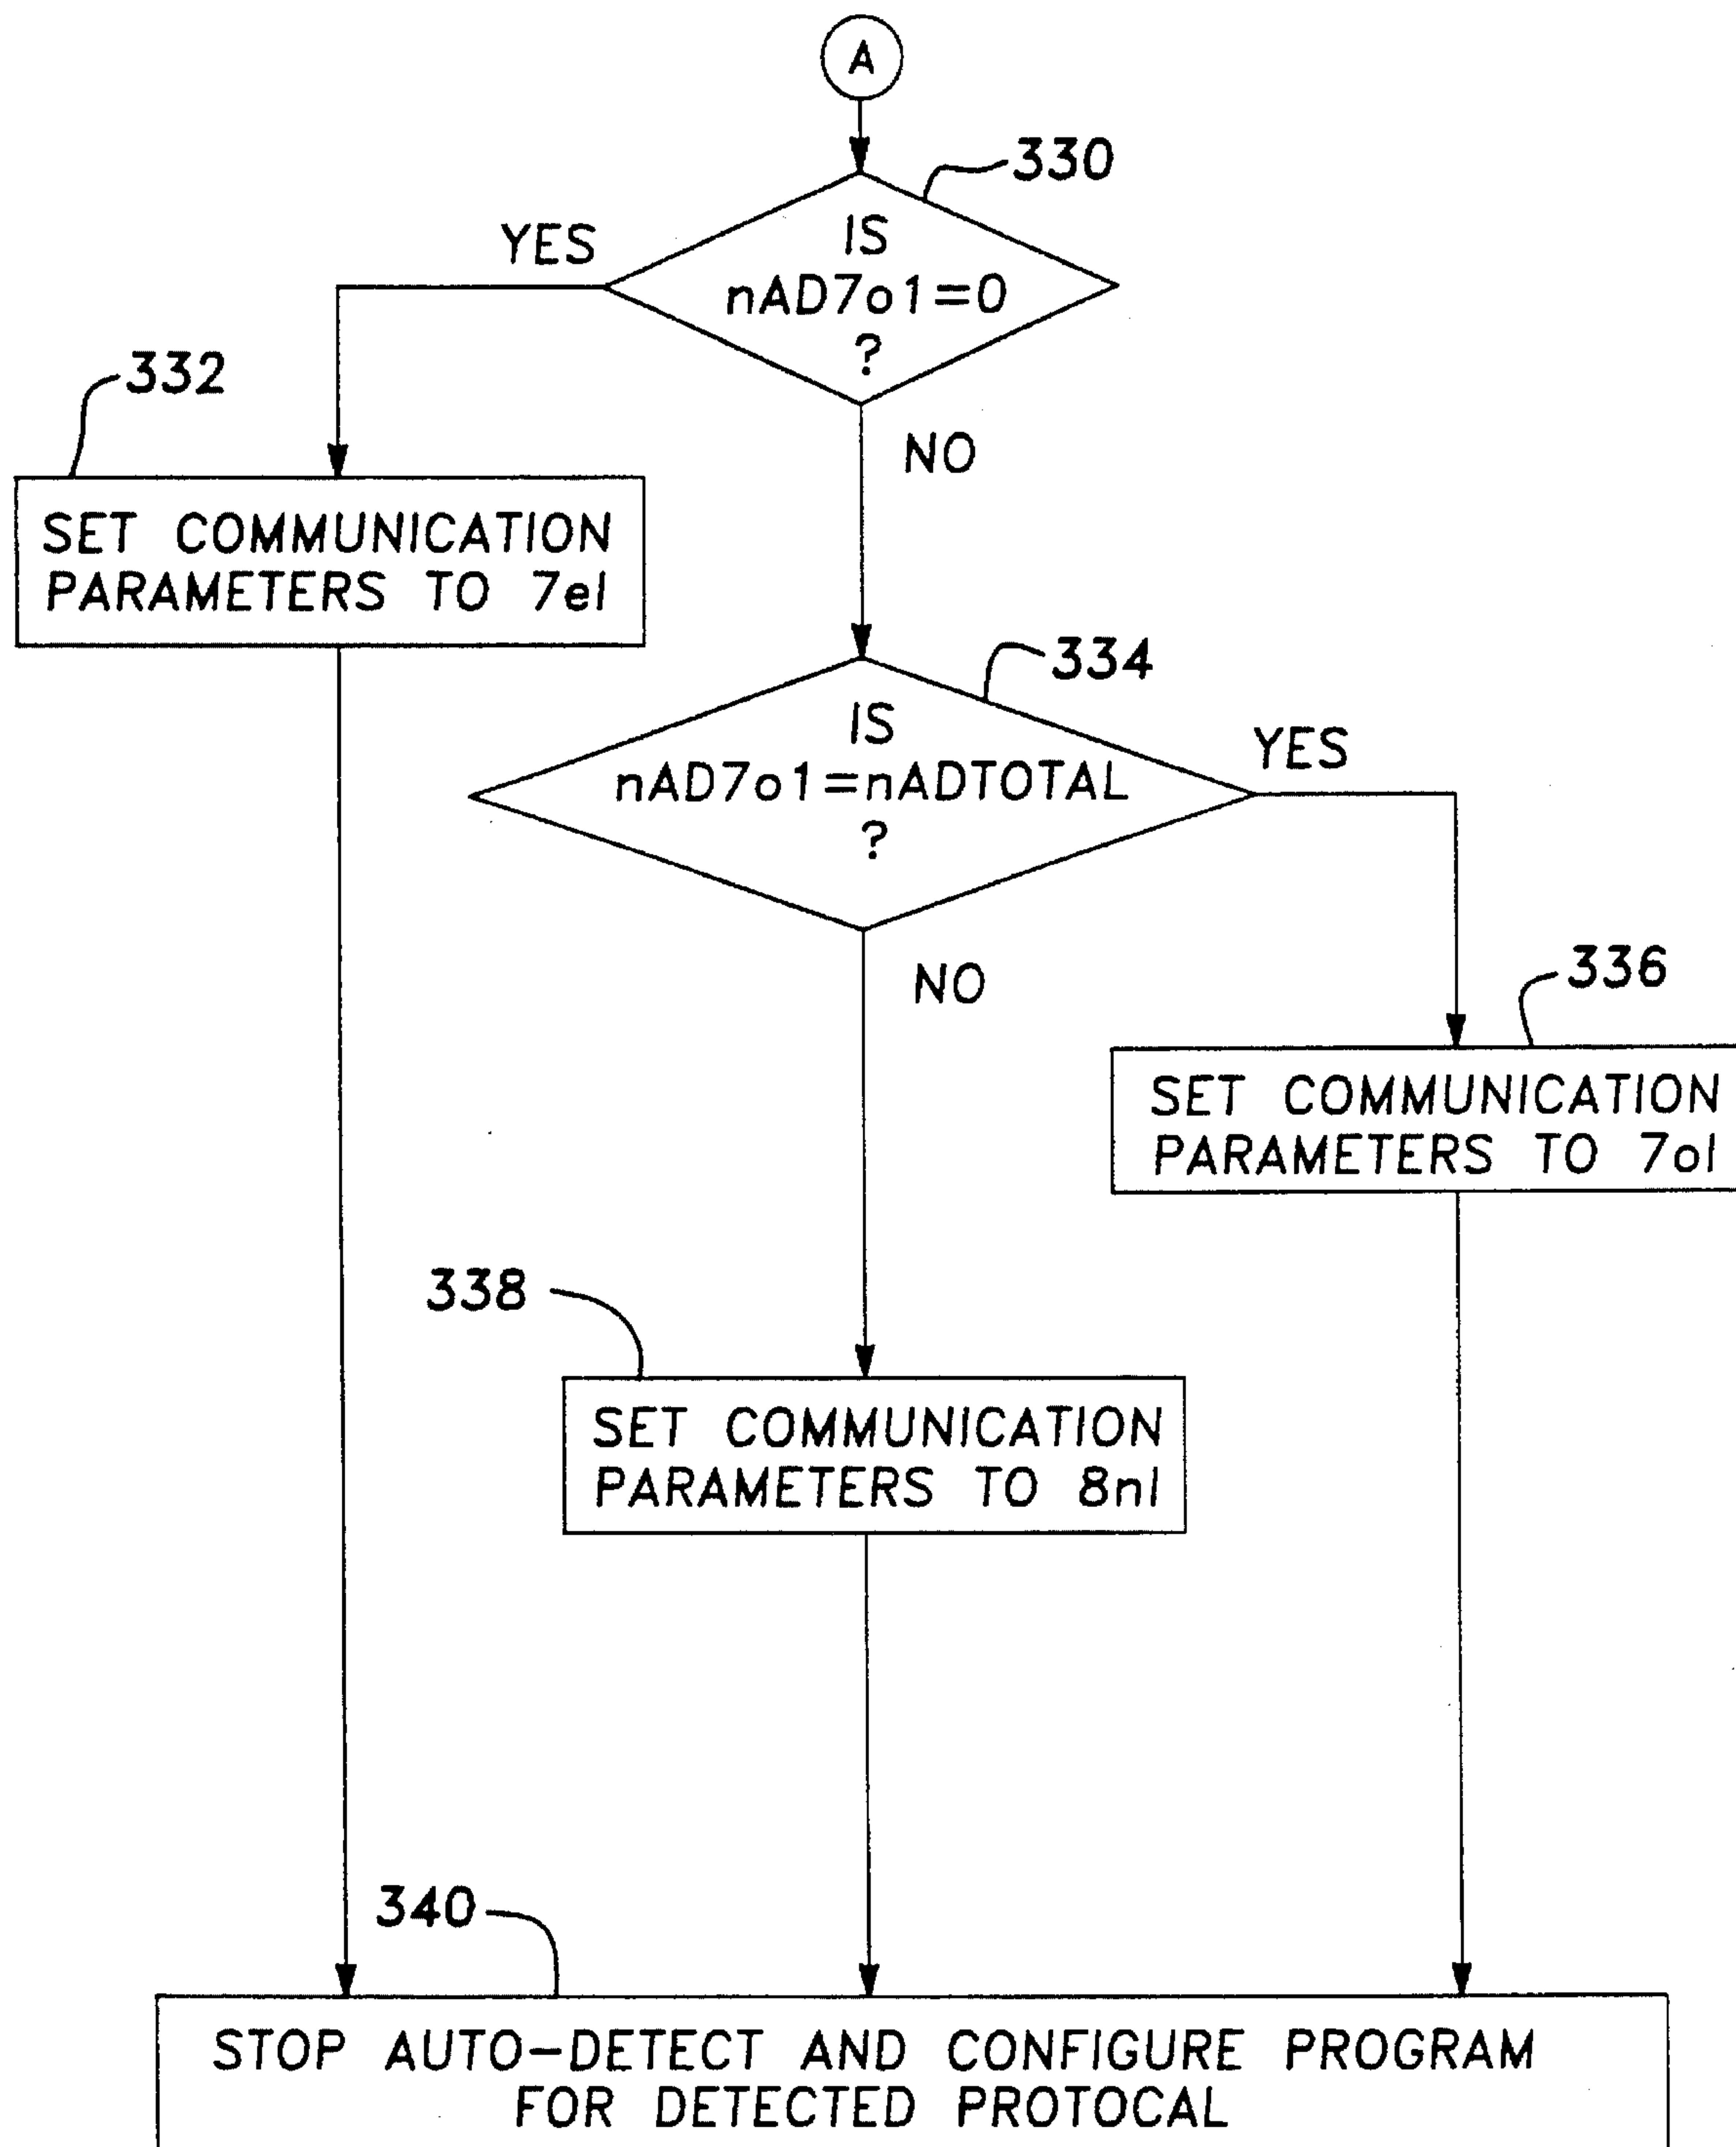 A
330
IS
nAD7o1=0
?
YES
NO
332
SET COMMUNICATION
PARAMETERS TO 7el
334
IS
nAD7o1=nADTOTAL
?
YES
NO
336
SET COMMUNICATION
PARAMETERS TO 7ol
338
SET COMMUNICATION
PARAMETERS TO 8nl
340
STOP AUTO-DETECT AND CONFIGURE PROGRAM
FOR DETECTED PROTOCAL